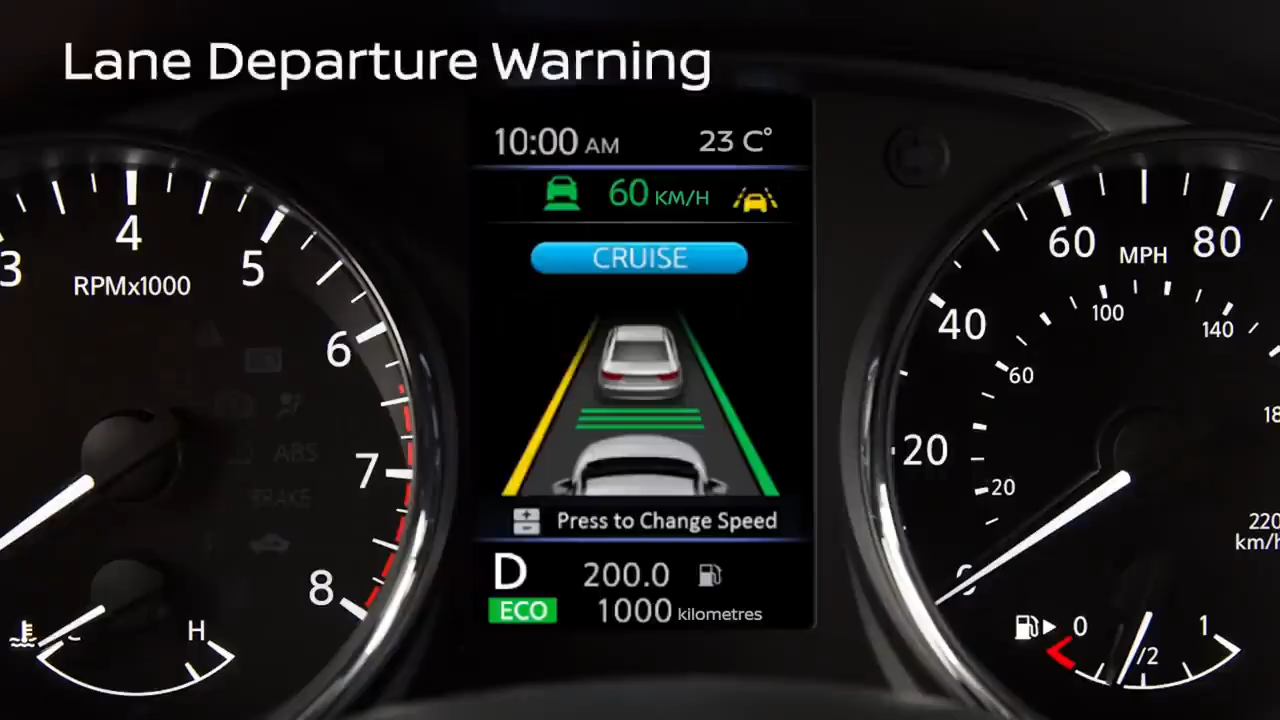 Lane Departure Warning
10:00 AM 23 C°
60 KM/H
CRUISE
Press to Change Speed
D 200.0
ECO 1000 kilometres
3 4 5 6 7 8
RPMx1000
ABS
BRAKE
H
20 40 60 80
MPH
20 60 100 140
220
km/h
0 1/2 1